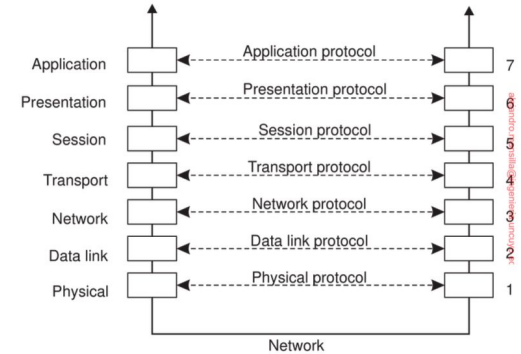 Application Application protocol 7
Presentation Presentation protocol 6
Session Session protocol 5
Transport Transport protocol 4
Network Network protocol 3
Data link Data link protocol 2
Physical Physical protocol 1
Network